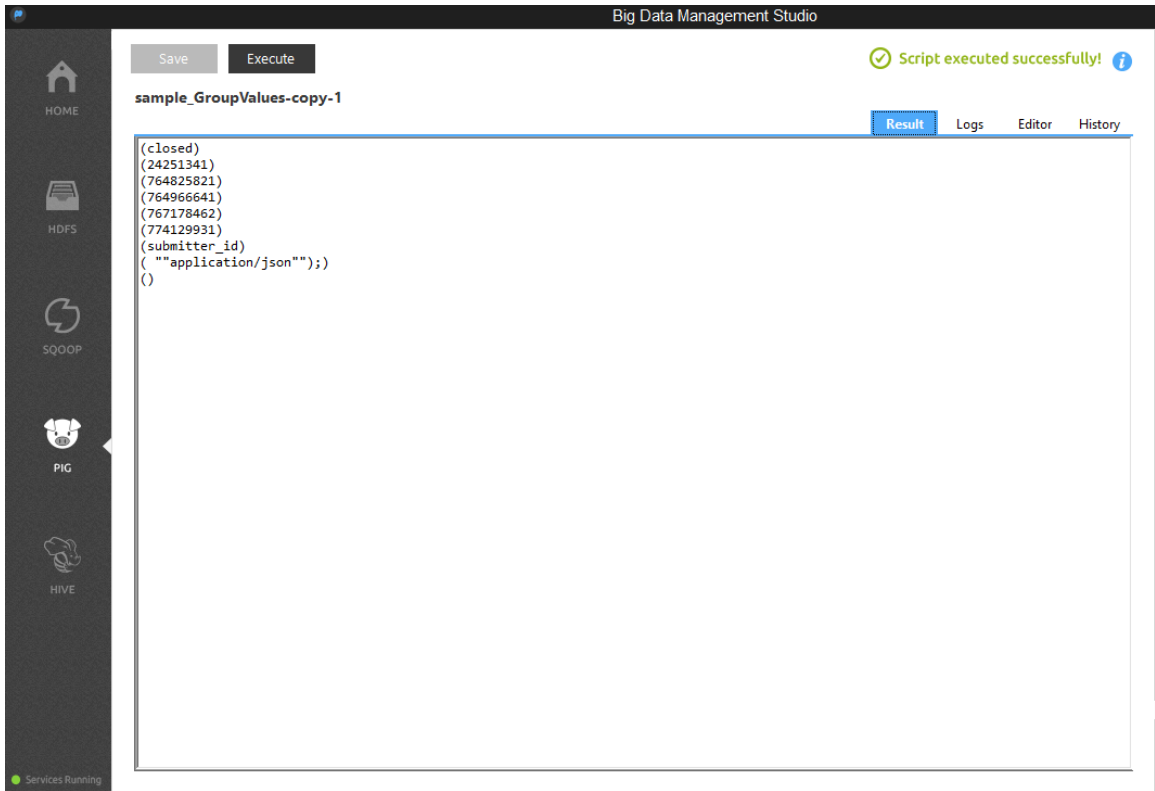 Big Data Management Studio
HOME
HDFS
SQOOP
PIG
HIVE
Services Running
Save Execute
Script executed successfully! i
sample_GroupValues-copy-1
Result Logs Editor History
(closed)
(24251341)
(764825821)
(764966641)
(767178462)
(774129931)
(submitter_id)
( ""application/json"");)
()